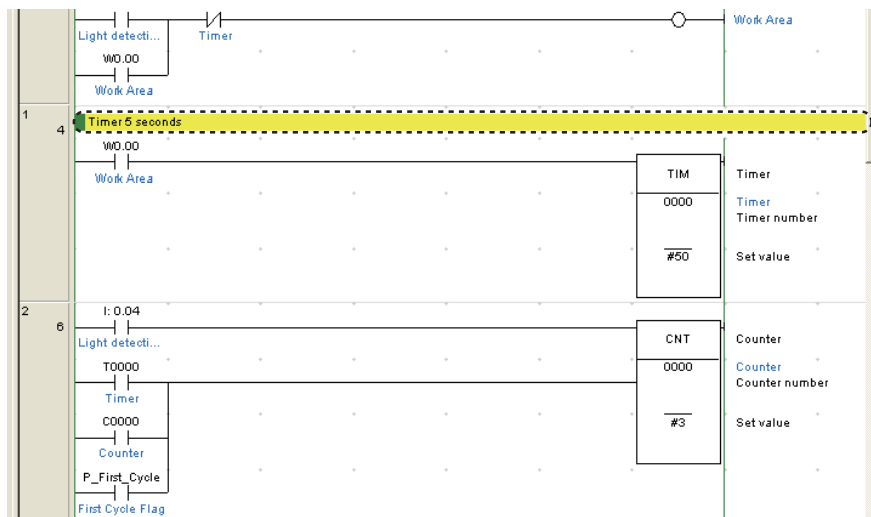 Light detecti...
Timer
Work Area
W0.00
Work Area
1
4
Timer 5 seconds
W0.00
Work Area
TIM
Timer
0000
Timer
Timer number
#50
Set value
2
6
I: 0.04
Light detecti...
CNT
Counter
T0000
Timer
0000
Counter
Counter number
C0000
Counter
#3
Set value
P_First_Cycle
First Cycle Flag